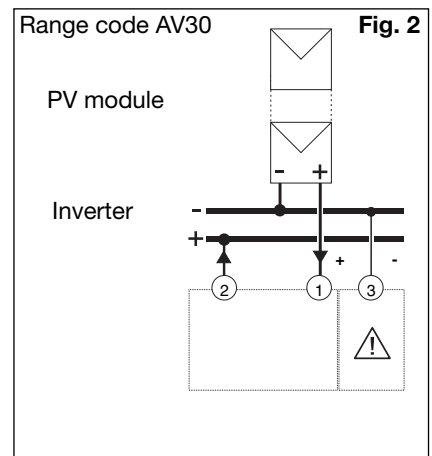 Range code AV30 Fig. 2
PV module
- +
Inverter -
+
+ -
2 1 3
!